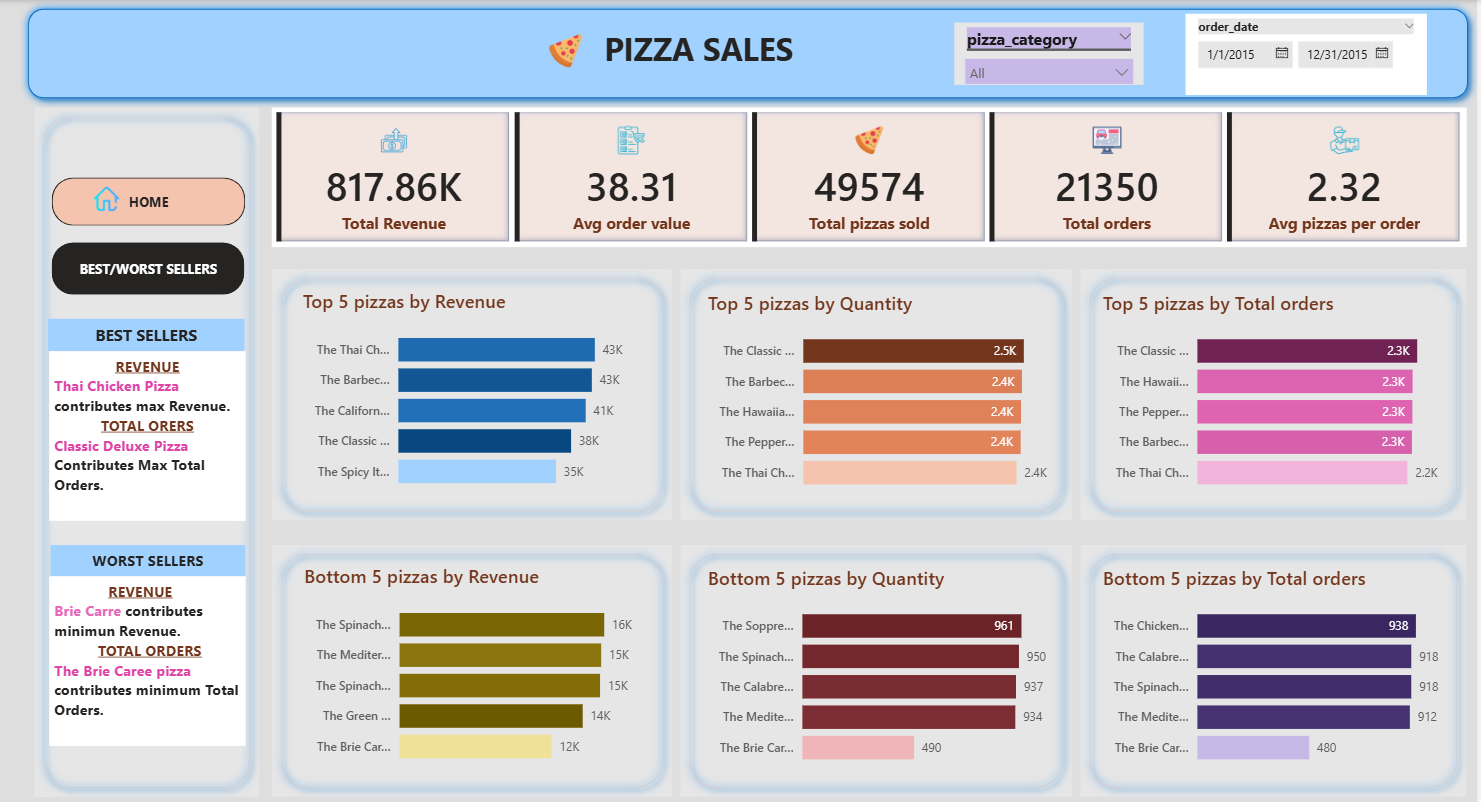 PIZZA SALES
pizza_category
All
order_date
1/1/2015
12/31/2015
HOME
BEST/WORST SELLERS
BEST SELLERS
REVENUE
Thai Chicken Pizza
contributes max Revenue.
TOTAL ORERS
Classic Deluxe Pizza
Contributes Max Total
Orders.
WORST SELLERS
REVENUE
Brie Carre contributes
minimun Revenue.
TOTAL ORDERS
The Brie Caree pizza
contributes minimum Total
Orders.
817.86K
Total Revenue
38.31
Avg order value
49574
Total pizzas sold
21350
Total orders
2.32
Avg pizzas per order
Top 5 pizzas by Revenue
The Thai Ch... 43K
The Barbec... 43K
The Californ... 41K
The Classic ... 38K
The Spicy It... 35K
Top 5 pizzas by Quantity
The Classic ... 2.5K
The Barbec... 2.4K
The Hawaiia... 2.4K
The Pepper... 2.4K
The Thai Ch... 2.4K
Top 5 pizzas by Total orders
The Classic ... 2.3K
The Hawaii... 2.3K
The Pepper... 2.3K
The Barbec... 2.3K
The Thai Ch... 2.2K
Bottom 5 pizzas by Revenue
The Spinach... 16K
The Mediter... 15K
The Spinach... 15K
The Green ... 14K
The Brie Car... 12K
Bottom 5 pizzas by Quantity
The Soppre... 961
The Spinach... 950
The Calabre... 937
The Medite... 934
The Brie Car... 490
Bottom 5 pizzas by Total orders
The Chicken... 938
The Calabre... 918
The Spinach... 918
The Medite... 912
The Brie Car... 480